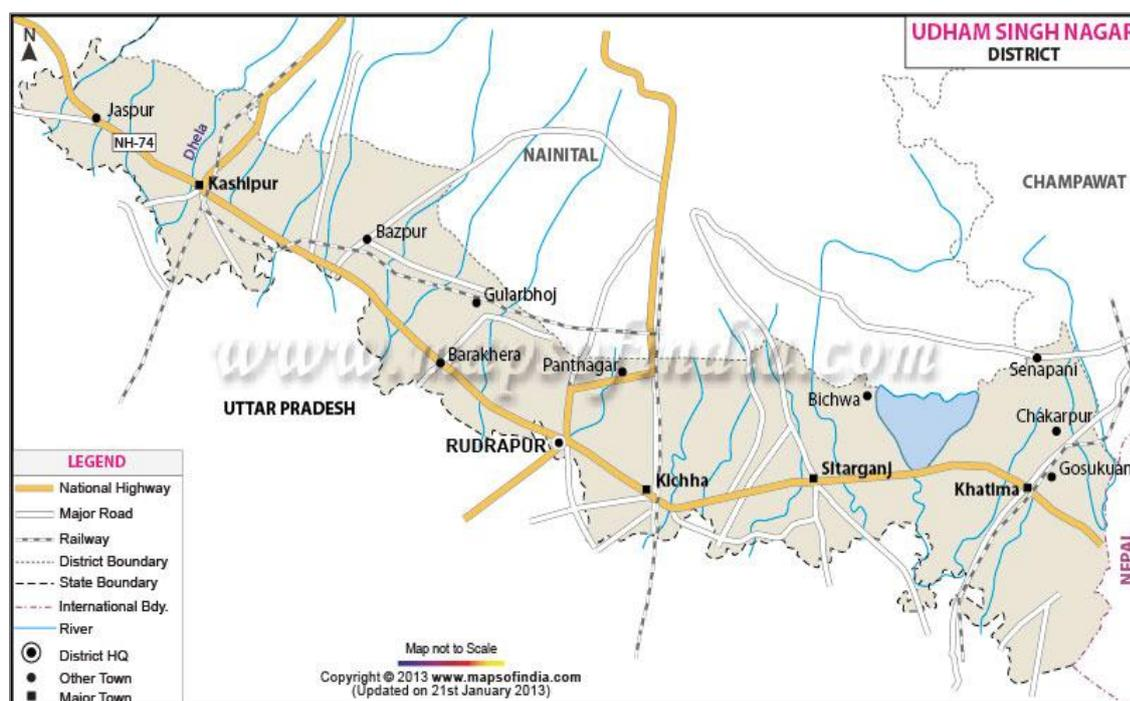 UDHAM SINGH NAGAR
DISTRICT
N
Jaspur
NH-74
Dhela
Kashipur
NAINITAL
CHAMPAWAT
Bazpur
Gularbhoj
www.mapsofindia.com
Barakhera
Panthagar
Senapani
Bichwa
UTTAR PRADESH
Chakarpur
RUDRAPUR
Sitarganj
Gosukuan
Kichha
Khatima
NEPAL
LEGEND
National Highway
Major Road
Railway
District Boundary
State Boundary
International Bdy.
River
District HQ
Other Town
Major Town
Map not to Scale
Copyright © 2013 www.mapsofindia.com
(Updated on 21st January 2013)